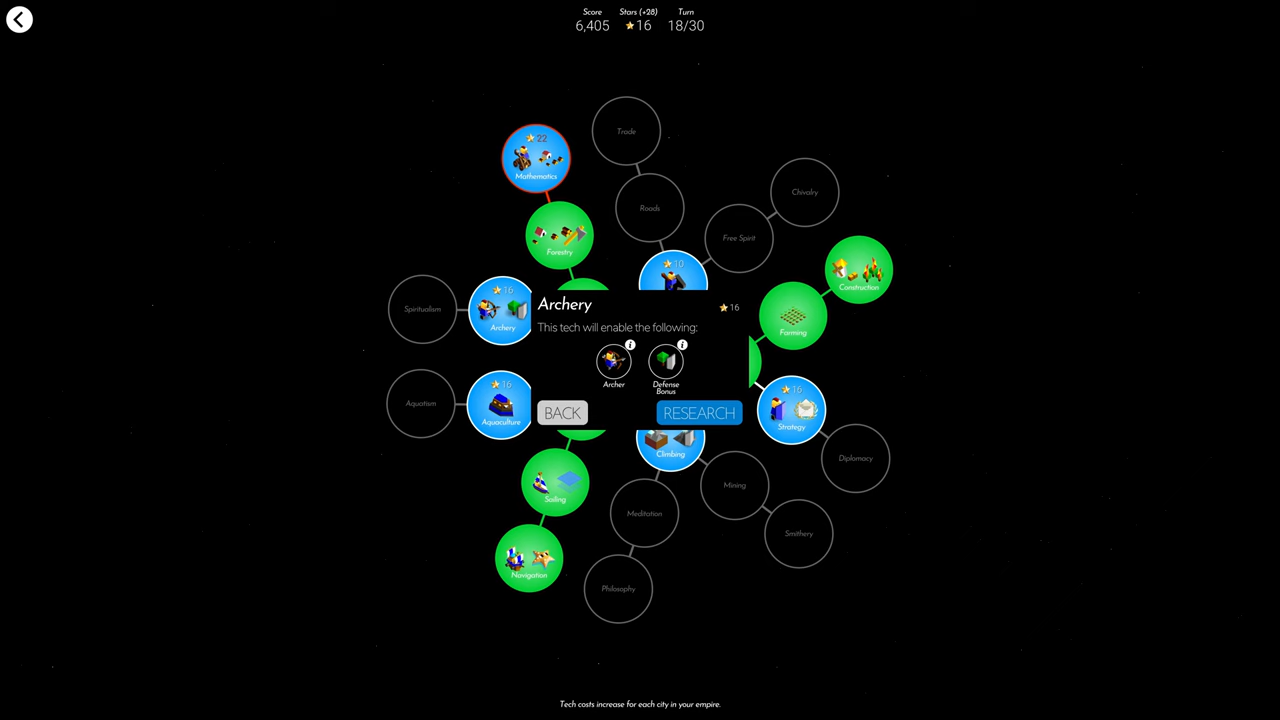 Score
Stars (+28)
Turn
6,405
16
18/30
Trade
22
Mathematics
Chivalry
Roads
Free Spirit
Forestry
10
Construction
16
Spiritualism
Archery
Farming
Archery
16
This tech will enable the following:
Archer
Defense
Bonus
16
Aquatism
Aquaculture
BACK
RESEARCH
16
Strategy
Climbing
Diplomacy
Mining
Sailing
Meditation
Smithery
Navigation
Philosophy
Tech costs increase for each city in your empire.